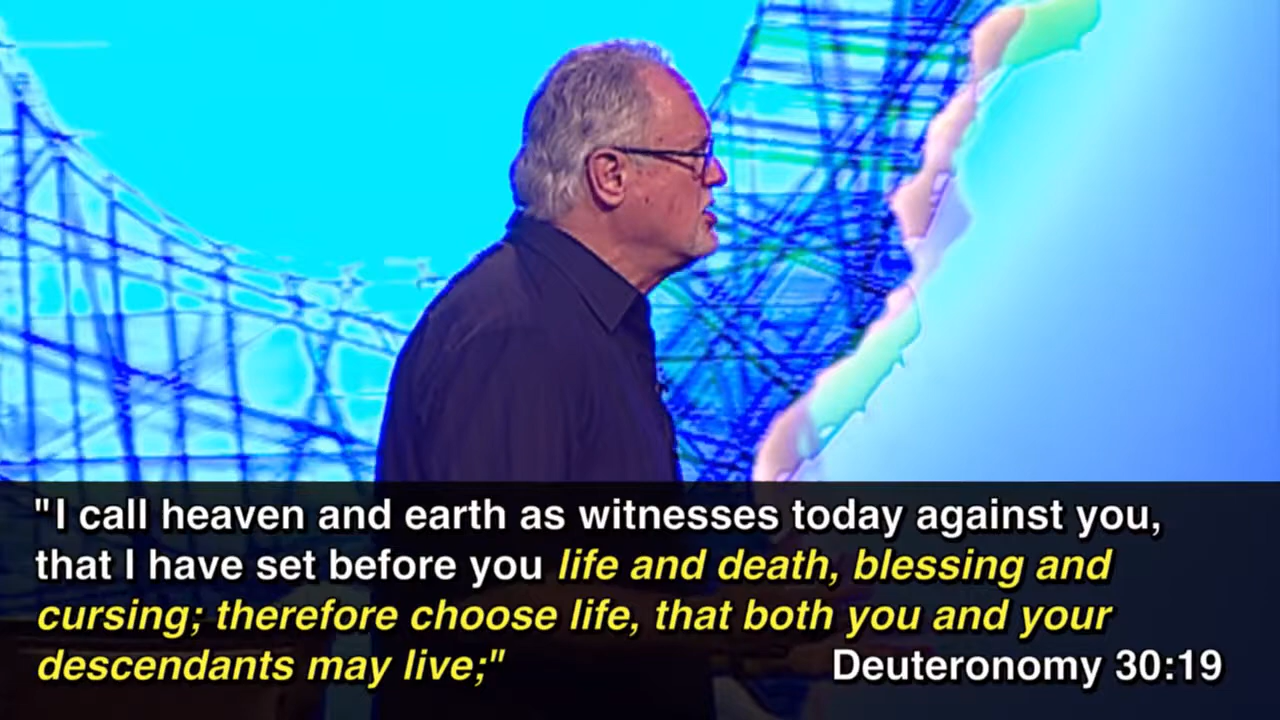 "I call heaven and earth as witnesses today against you,
that I have set before you life and death, blessing and
cursing; therefore choose life, that both you and your
descendants may live;" Deuteronomy 30:19